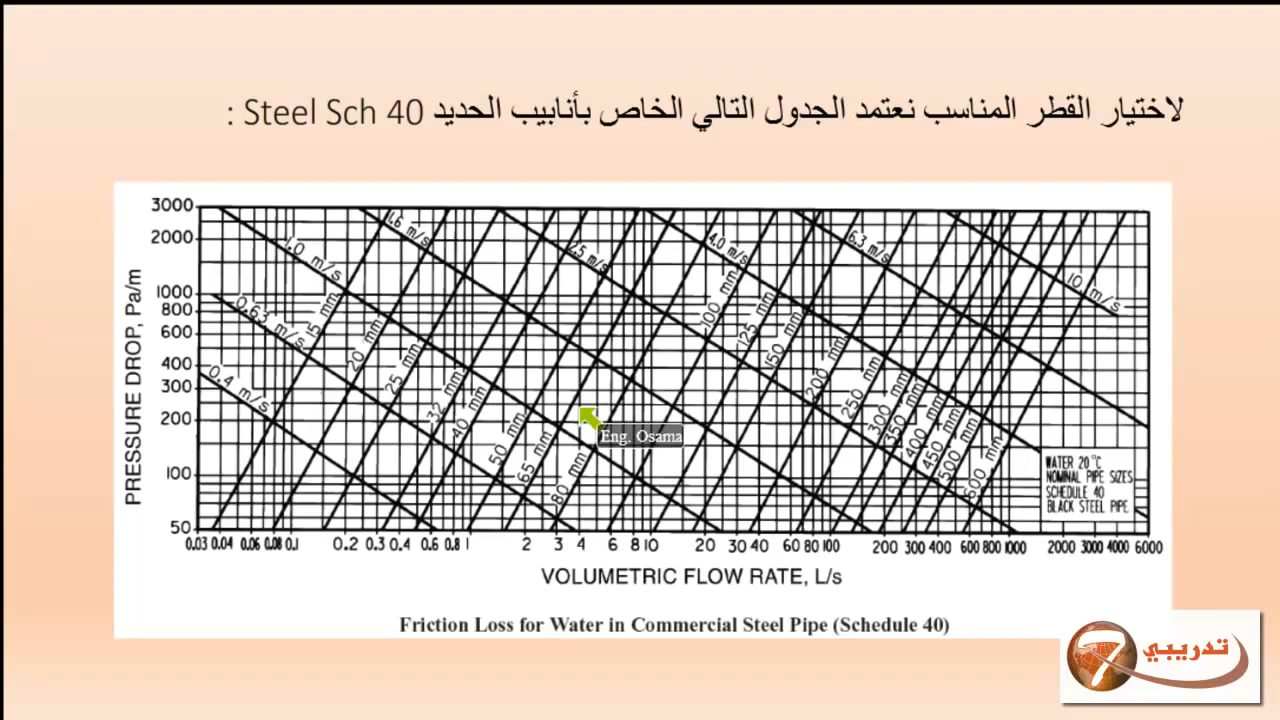 لاختيار القطر المناسب نعتمد الجدول التالي الخاص بأنابيب الحديد Steel Sch 40 :
3000
2000
1000
800
600
400
300
200
100
50
PRESSURE DROP, Pa/m
0.4 m/s
0.63 m/s
1.0 m/s
1.6 m/s
2.5 m/s
4.0 m/s
6.3 m/s
10 m/s
15 mm
20 mm
25 mm
32 mm
40 mm
50 mm
65 mm
80 mm
100 mm
125 mm
150 mm
200 mm
250 mm
300 mm
350 mm
400 mm
450 mm
500 mm
600 mm
Eng. Osama
WATER 20 °C
NOMINAL PIPE SIZES
SCHEDULE 40
BLACK STEEL PIPE
0.03 0.04 0.06 0.08 0.1 0.2 0.3 0.4 0.6 0.8 1 2 3 4 6 8 10 20 30 40 60 80 100 200 300 400 600 800 1000 2000 3000 4000 6000
VOLUMETRIC FLOW RATE, L/s
Friction Loss for Water in Commercial Steel Pipe (Schedule 40)
تدريبي
7